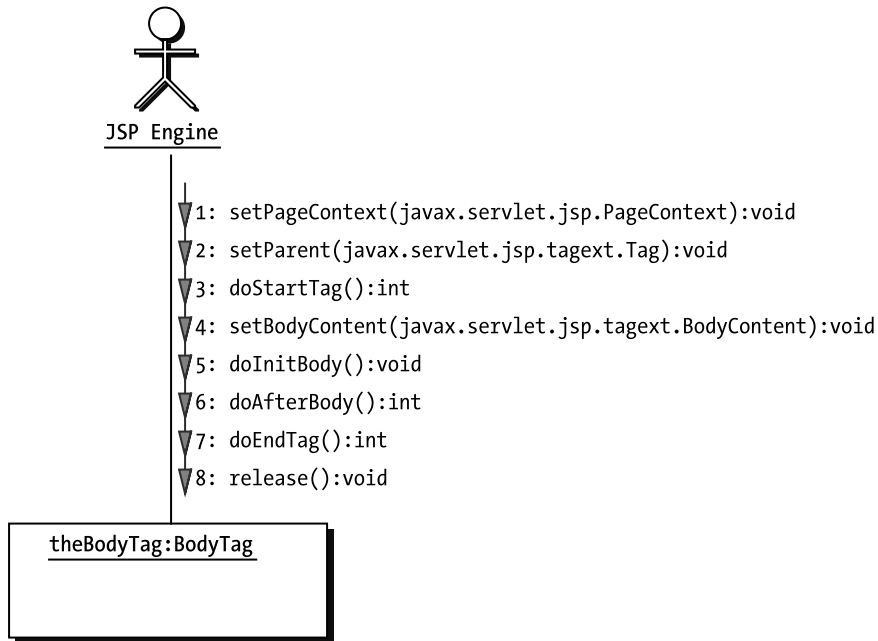 JSP Engine
1: setPageContext(javax.servlet.jsp.PageContext):void
2: setParent(javax.servlet.jsp.tagext.Tag):void
3: doStartTag():int
4: setBodyContent(javax.servlet.jsp.tagext.BodyContent):void
5: doInitBody():void
6: doAfterBody():int
7: doEndTag():int
8: release():void
theBodyTag:BodyTag